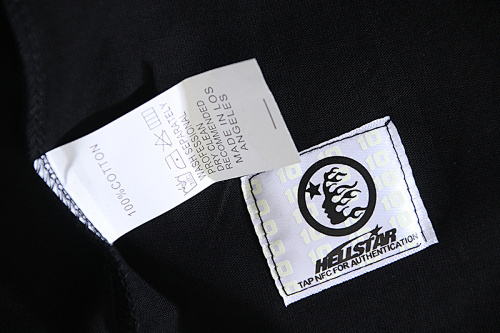 100%COTTON
WASH SEPARATELY
PROFESSIONAL
DRY CLEAN
RECOMMENDED
MADE IN LOS
ANGELES
HELLSTAR
TAP NFC FOR AUTHENTICATION